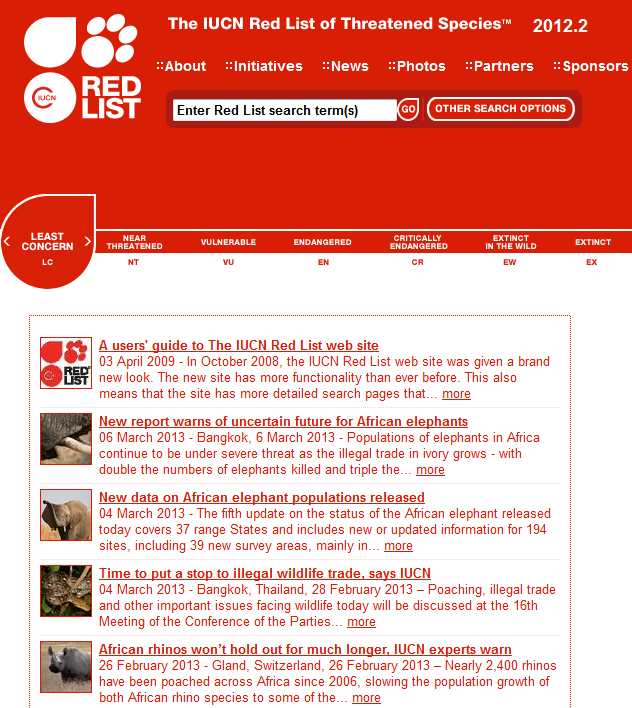 The IUCN Red List of Threatened Species™ 2012.2
About Initiatives News Photos Partners Sponsors
IUCN
RED
LIST
Enter Red List search term(s) GO OTHER SEARCH OPTIONS
< LEAST CONCERN >
LC
NEAR THREATENED
NT
VULNERABLE
VU
ENDANGERED
EN
CRITICALLY ENDANGERED
CR
EXTINCT IN THE WILD
EW
EXTINCT
EX
RED
LIST
A users' guide to The IUCN Red List web site
03 April 2009 - In October 2008, the IUCN Red List web site was given a brand
new look. The new site has more functionality than ever before. This also
means that the site has more detailed search pages that... more
New report warns of uncertain future for African elephants
06 March 2013 - Bangkok, 6 March 2013 - Populations of elephants in Africa
continue to be under severe threat as the illegal trade in ivory grows - with
double the numbers of elephants killed and triple the... more
New data on African elephant populations released
04 March 2013 - The fifth update on the status of the African elephant released
today covers 37 range States and includes new or updated information for 194
sites, including 39 new survey areas, mainly in... more
Time to put a stop to illegal wildlife trade, says IUCN
04 March 2013 - Bangkok, Thailand, 28 February 2013 – Poaching, illegal trade
and other important issues facing wildlife today will be discussed at the 16th
Meeting of the Conference of the Parties... more
African rhinos won't hold out for much longer, IUCN experts warn
26 February 2013 - Gland, Switzerland, 26 February 2013 – Nearly 2,400 rhinos
have been poached across Africa since 2006, slowing the population growth of
both African rhino species to some of the... more